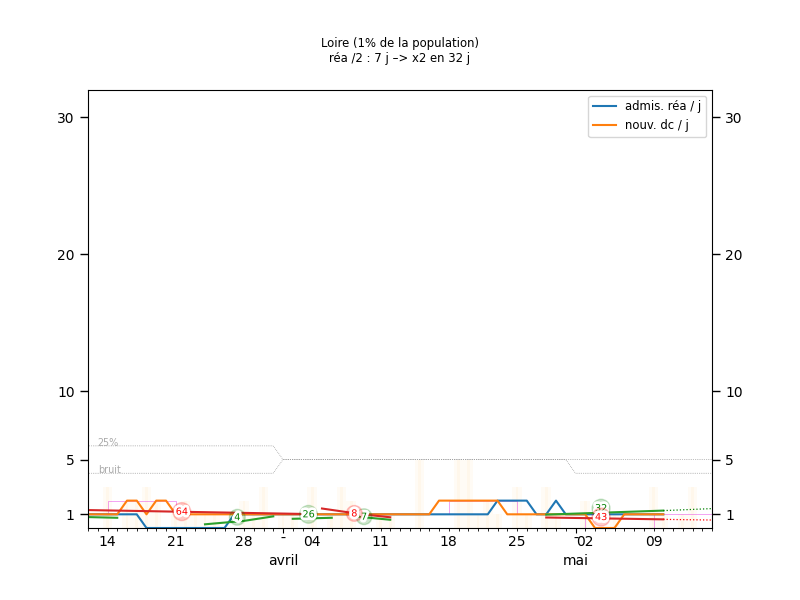 Loire (1% de la population)
réa /2 : 7 j –> x2 en 32 j
admis. réa / j
nouv. dc / j
30 30
20 20
10 10
25%
5 5
bruit
1 64 4 26 8 7 32 43 1
14 21 28 - 04 11 18 25 - 02 09
avril mai